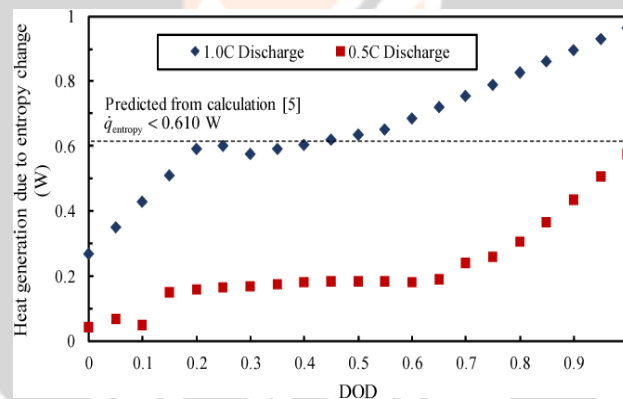 1
0.8
0.6
0.4
0.2
0
Heat generation due to entropy change
(W)
1.0C Discharge 0.5C Discharge
Predicted from calculation [5]
q̇entropy < 0.610 W
0 0.1 0.2 0.3 0.4 0.5 0.6 0.7 0.8 0.9
DOD